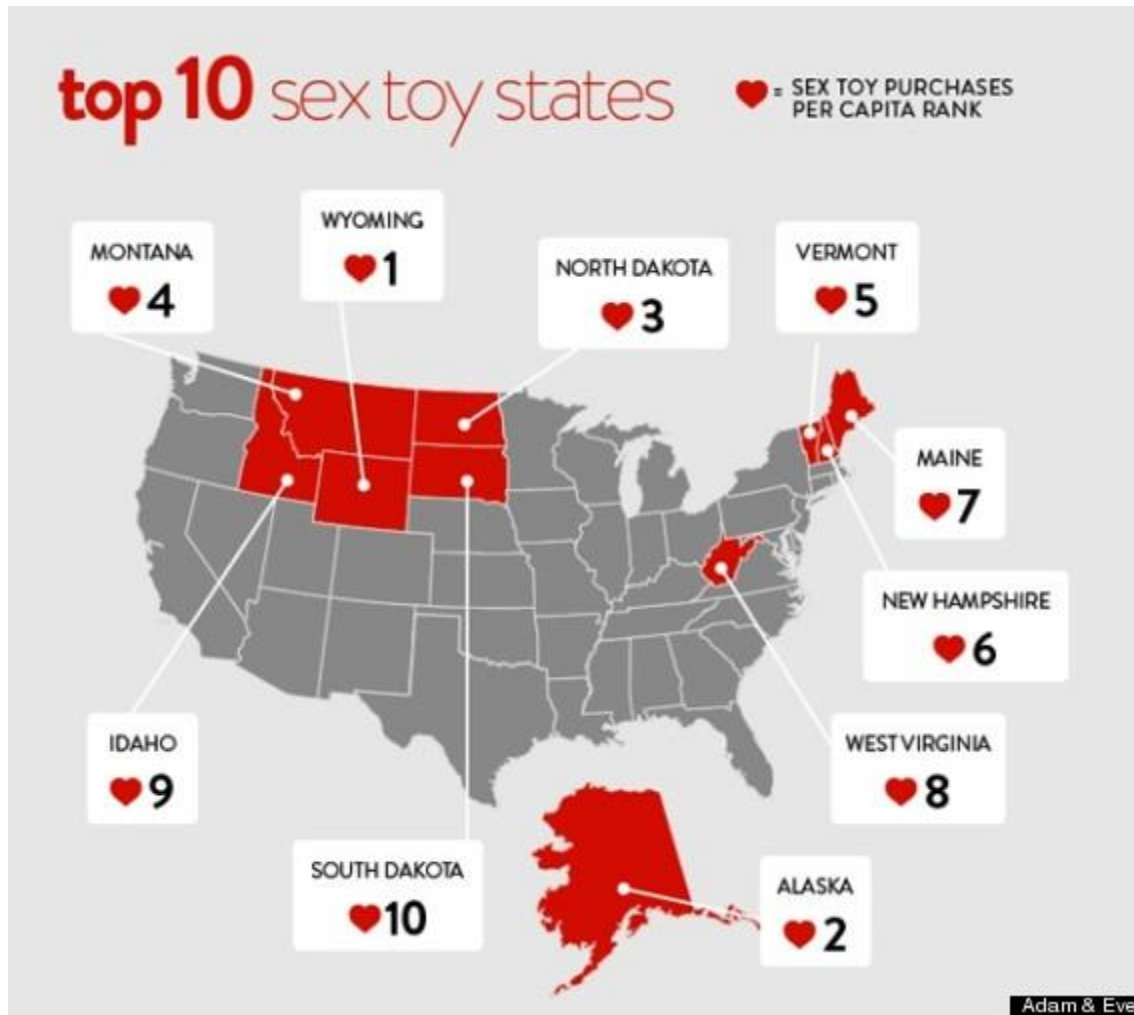 top 10 sex toy states
= SEX TOY PURCHASES
PER CAPITA RANK
WYOMING
1
MONTANA
4
NORTH DAKOTA
3
VERMONT
5
MAINE
7
NEW HAMPSHIRE
6
IDAHO
9
WEST VIRGINIA
8
SOUTH DAKOTA
10
ALASKA
2
Adam & Eve